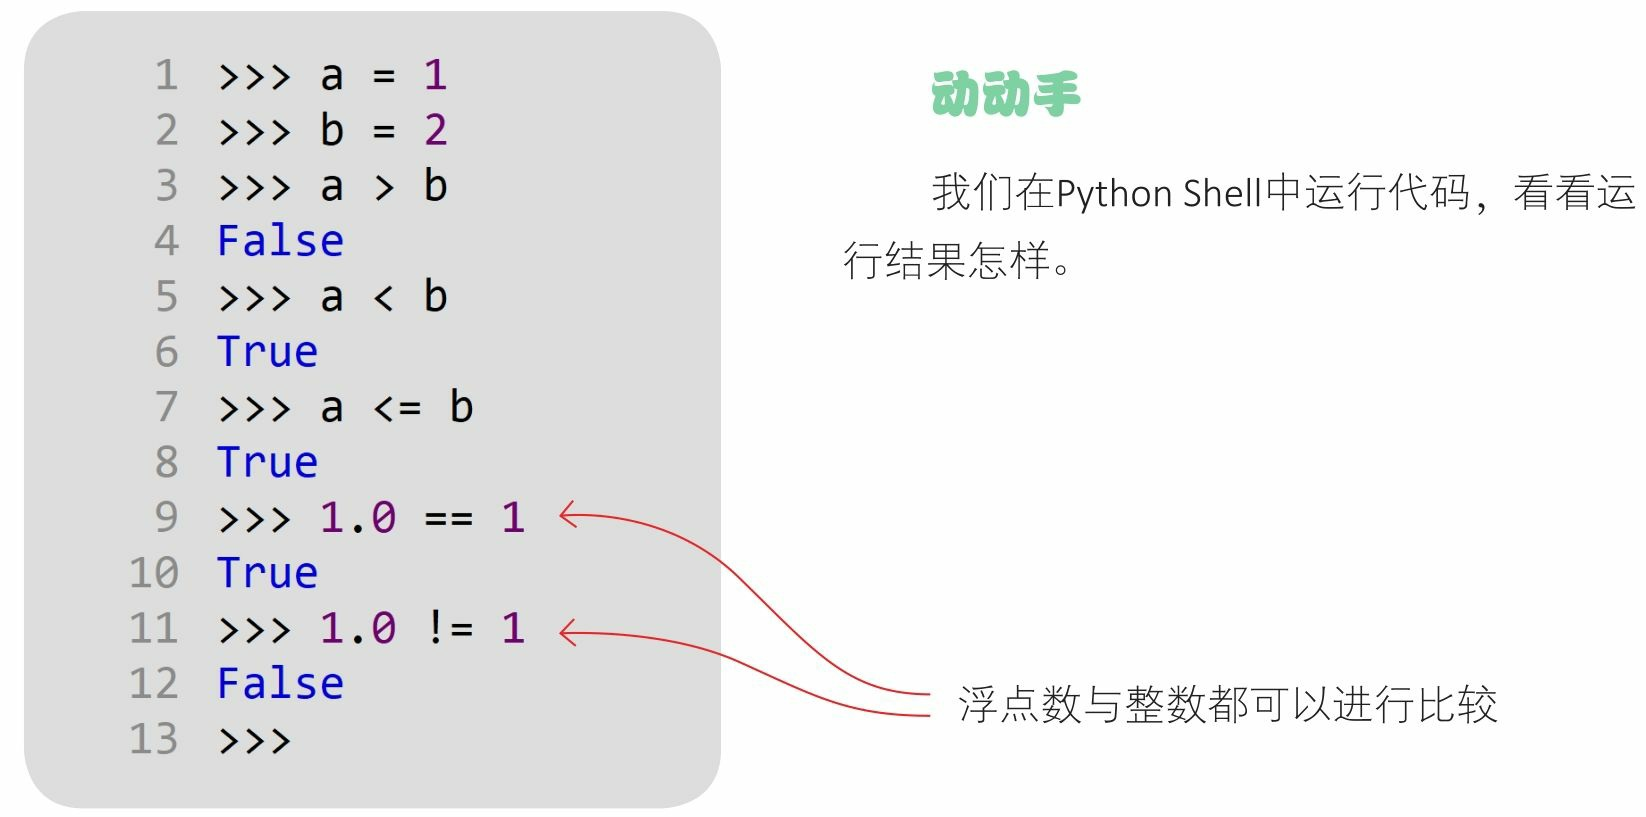 1 >>> a = 1
2 >>> b = 2
3 >>> a > b
4 False
5 >>> a < b
6 True
7 >>> a <= b
8 True
9 >>> 1.0 == 1
10 True
11 >>> 1.0 != 1
12 False
13 >>>
动动手
我们在Python Shell中运行代码，看看运
行结果怎样。
浮点数与整数都可以进行比较